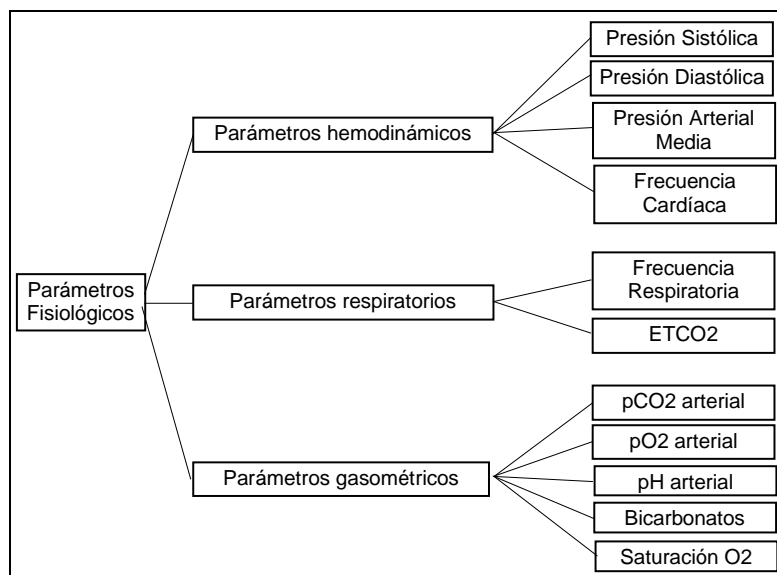 Parámetros
Fisiológicos
Parámetros hemodinámicos
Presión Sistólica
Presión Diastólica
Presión Arterial
Media
Frecuencia
Cardíaca
Parámetros respiratorios
Frecuencia
Respiratoria
ETCO2
Parámetros gasométricos
pCO2 arterial
pO2 arterial
pH arterial
Bicarbonatos
Saturación O2